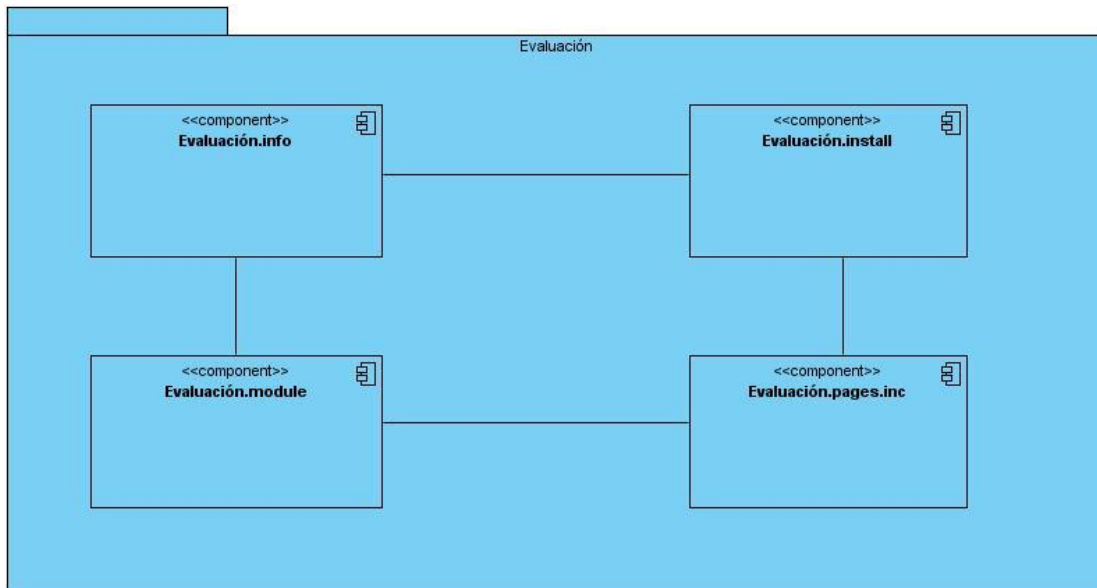 Evaluación
<<component>>
Evaluación.info
<<component>>
Evaluación.install
<<component>>
Evaluación.module
<<component>>
Evaluación.pages.inc